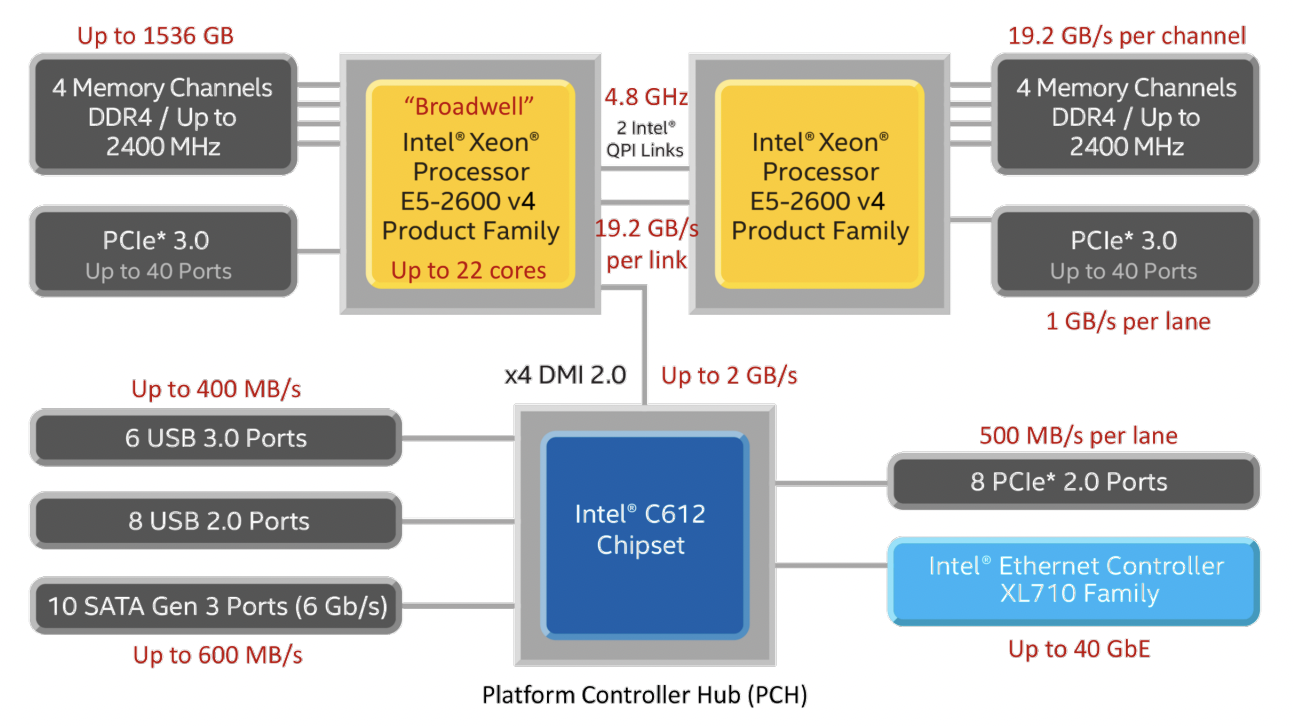 Up to 1536 GB
4 Memory Channels
DDR4 / Up to
2400 MHz
PCIe* 3.0
Up to 40 Ports
“Broadwell”
Intel® Xeon®
Processor
E5-2600 v4
Product Family
Up to 22 cores
4.8 GHz
2 Intel®
QPI Links
19.2 GB/s
per link
Intel® Xeon®
Processor
E5-2600 v4
Product Family
19.2 GB/s per channel
4 Memory Channels
DDR4 / Up to
2400 MHz
PCIe* 3.0
Up to 40 Ports
1 GB/s per lane
x4 DMI 2.0
Up to 2 GB/s
Up to 400 MB/s
6 USB 3.0 Ports
8 USB 2.0 Ports
10 SATA Gen 3 Ports (6 Gb/s)
Up to 600 MB/s
Intel® C612
Chipset
500 MB/s per lane
8 PCIe* 2.0 Ports
Intel® Ethernet Controller
XL710 Family
Up to 40 GbE
Platform Controller Hub (PCH)